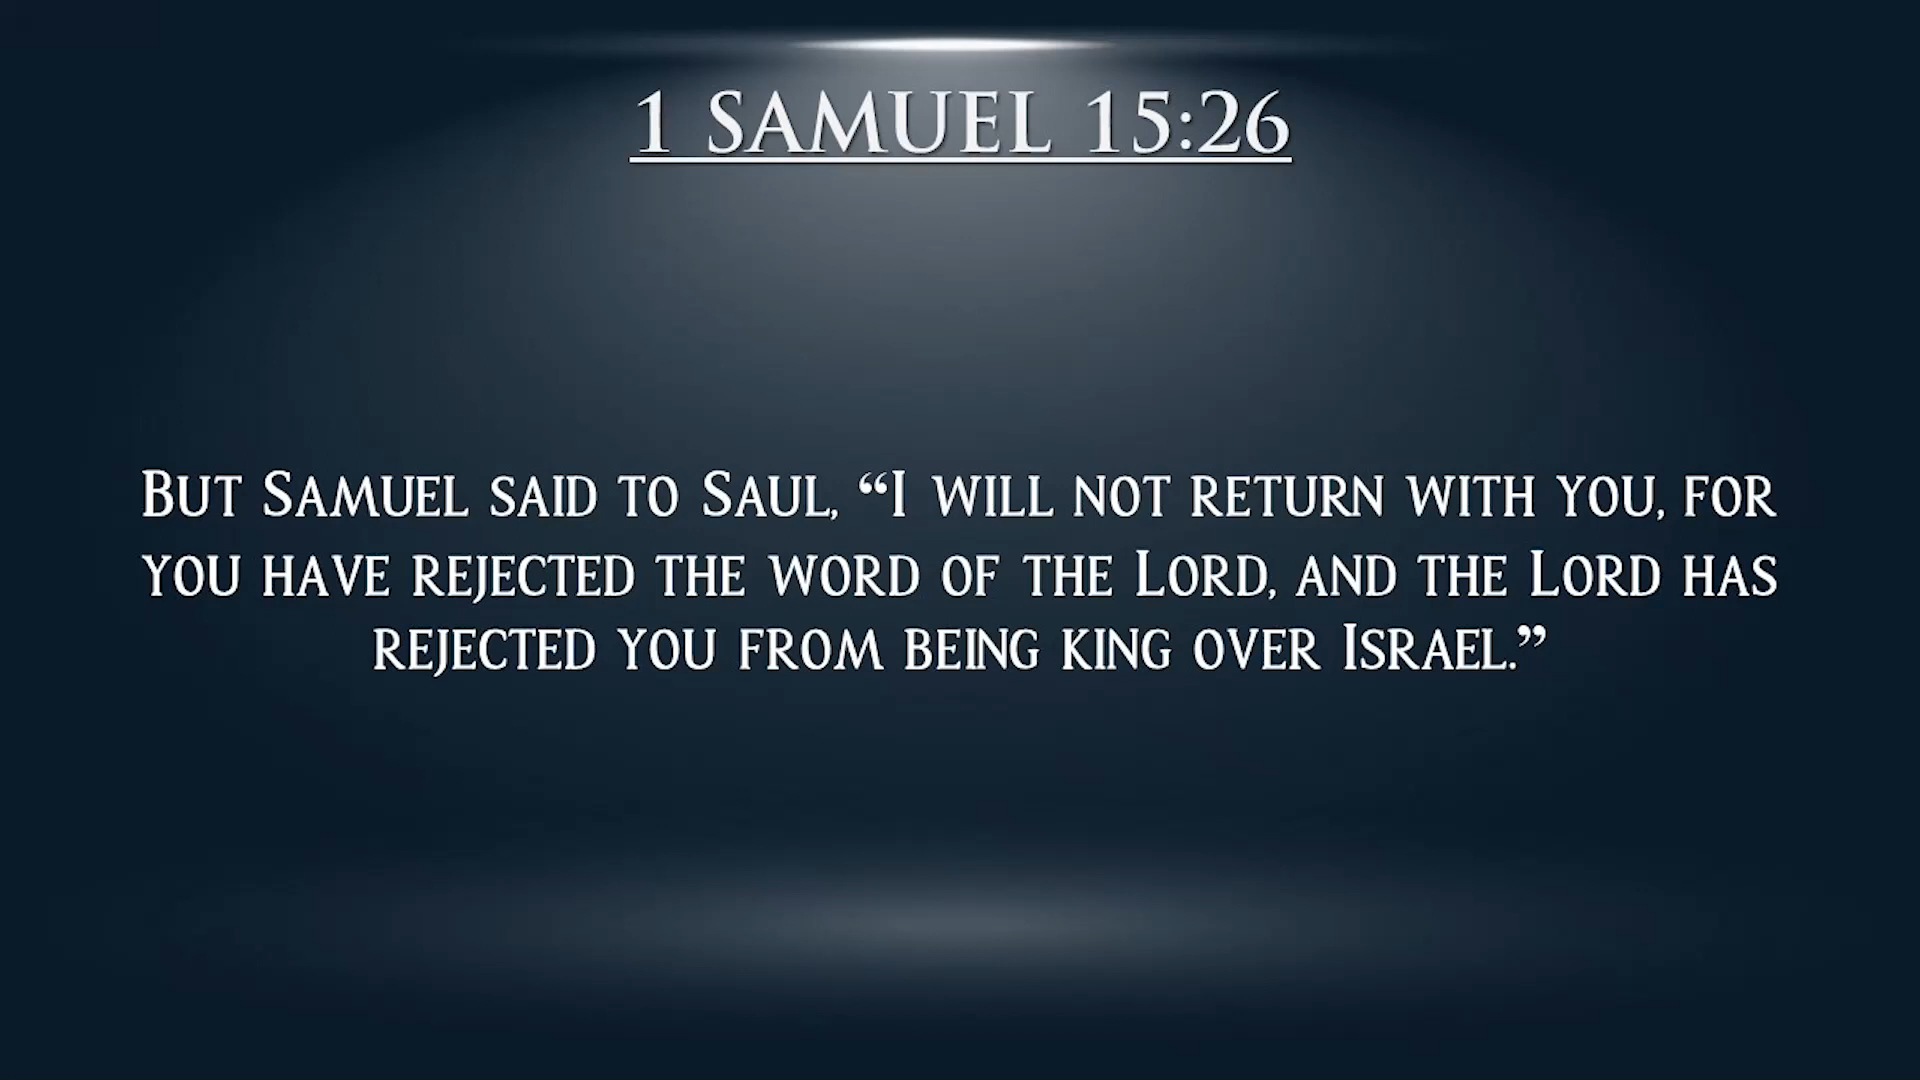 1 SAMUEL 15:26
But Samuel said to Saul, “I will not return with you, for
you have rejected the word of the Lord, and the Lord has
rejected you from being king over Israel.”